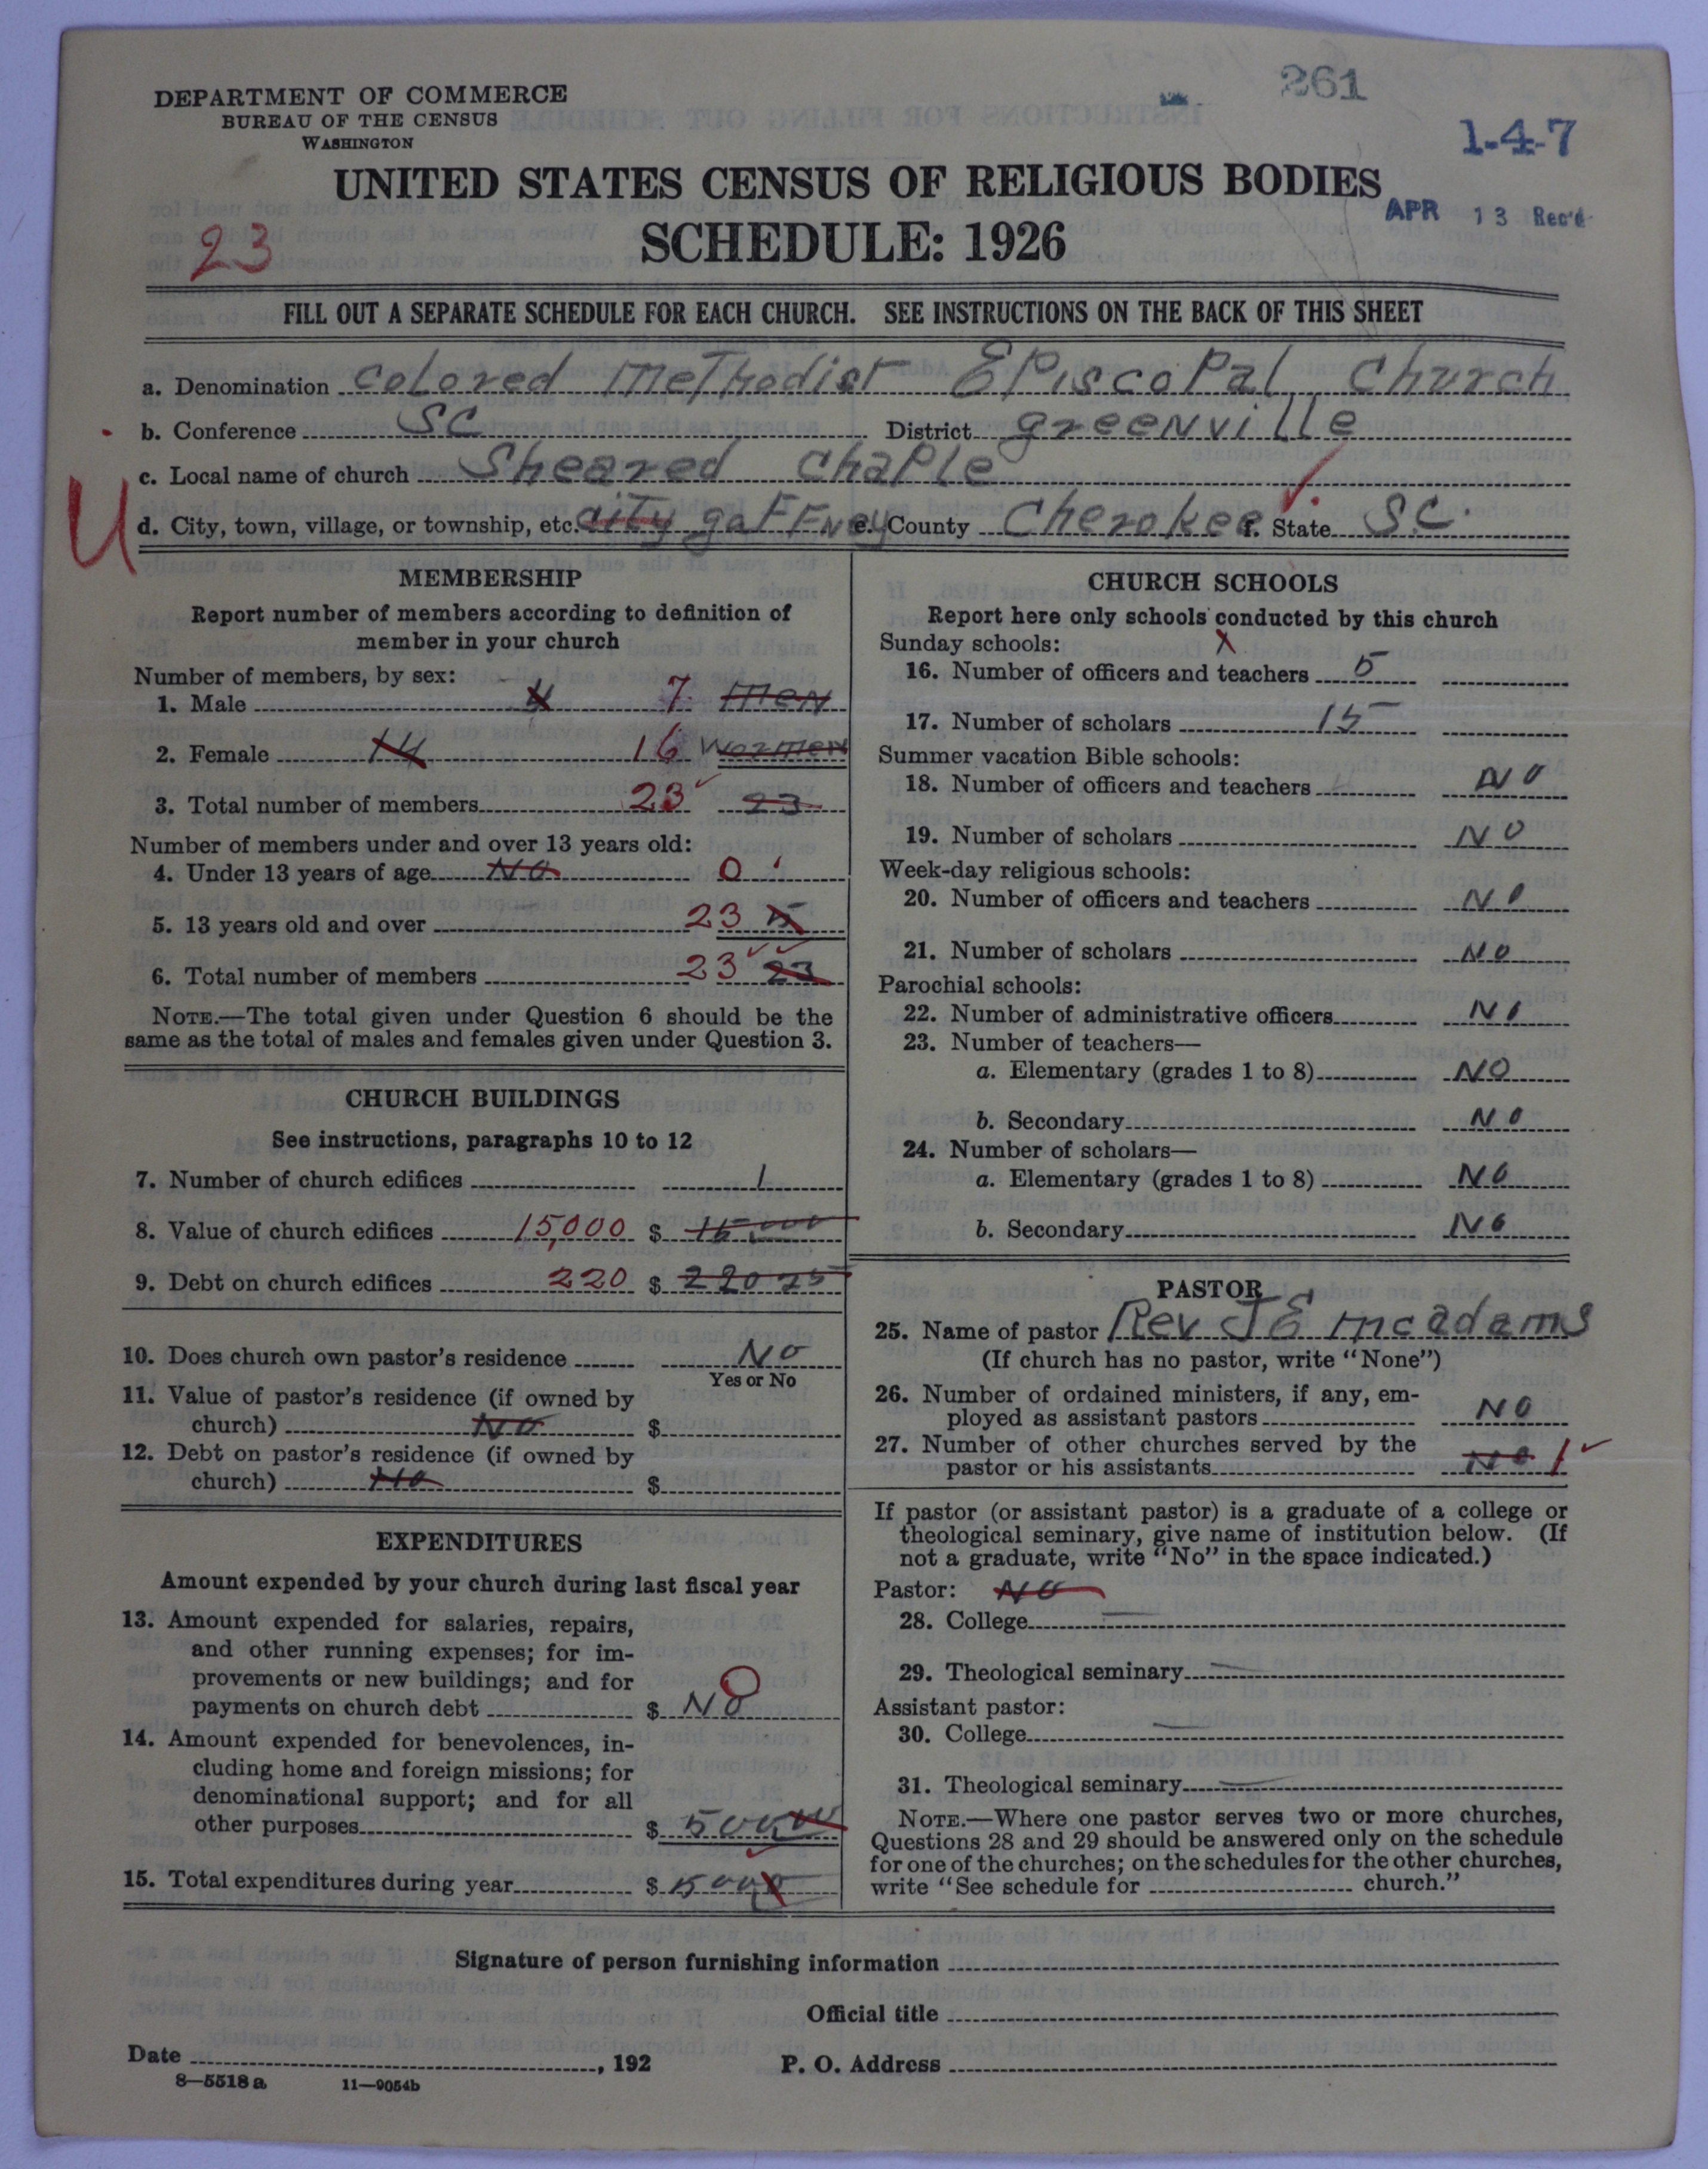 261
1-4-7
DEPARTMENT OF COMMERCE
BUREAU OF THE CENSUS
WASHINGTON
UNITED STATES CENSUS OF RELIGIOUS BODIES
APR 13 Rec'd
23
SCHEDULE: 1926
FILL OUT A SEPARATE SCHEDULE FOR EACH CHURCH. SEE INSTRUCTIONS ON THE BACK OF THIS SHEET
a. Denomination Colored Methodist Episcopal Church
b. Conference SC District greenville
c. Local name of church Sheared Chaple
U
d. City, town, village, or township, etc. city gaffney e. County Cherokee f. State SC.
MEMBERSHIP
Report number of members according to definition of
member in your church
Number of members, by sex:
1. Male 4 7 men
2. Female 14 16 wormen
3. Total number of members 23 23
Number of members under and over 13 years old:
4. Under 13 years of age No 0
5. 13 years old and over 23 5
6. Total number of members 23 23
NOTE.—The total given under Question 6 should be the
same as the total of males and females given under Question 3.
CHURCH BUILDINGS
See instructions, paragraphs 10 to 12
7. Number of church edifices 1
8. Value of church edifices 15,000 $ 15,000
9. Debt on church edifices 220 $ 220 25
10. Does church own pastor's residence No
Yes or No
11. Value of pastor's residence (if owned by
church) No $
12. Debt on pastor's residence (if owned by
church) No $
EXPENDITURES
Amount expended by your church during last fiscal year
13. Amount expended for salaries, repairs,
and other running expenses; for im-
provements or new buildings; and for
payments on church debt $ No 0
14. Amount expended for benevolences, in-
cluding home and foreign missions; for
denominational support; and for all
other purposes $
15. Total expenditures during year $
CHURCH SCHOOLS
Report here only schools conducted by this church
Sunday schools: X
16. Number of officers and teachers 5
17. Number of scholars 15
Summer vacation Bible schools:
18. Number of officers and teachers No
19. Number of scholars No
Week-day religious schools:
20. Number of officers and teachers No
21. Number of scholars No
Parochial schools:
22. Number of administrative officers No
23. Number of teachers—
a. Elementary (grades 1 to 8) No
b. Secondary No
24. Number of scholars—
a. Elementary (grades 1 to 8) No
b. Secondary No
PASTOR
25. Name of pastor Rev J E mcadams
(If church has no pastor, write "None")
26. Number of ordained ministers, if any, em-
ployed as assistant pastors No
27. Number of other churches served by the
pastor or his assistants No 1
If pastor (or assistant pastor) is a graduate of a college or
theological seminary, give name of institution below. (If
not a graduate, write "No" in the space indicated.)
Pastor: No
28. College —
29. Theological seminary —
Assistant pastor:
30. College —
31. Theological seminary —
NOTE.—Where one pastor serves two or more churches,
Questions 28 and 29 should be answered only on the schedule
for one of the churches; on the schedules for the other churches,
write "See schedule for church."
Signature of person furnishing information
Official title
Date , 192 P. O. Address
8—5518 a 11—9054b